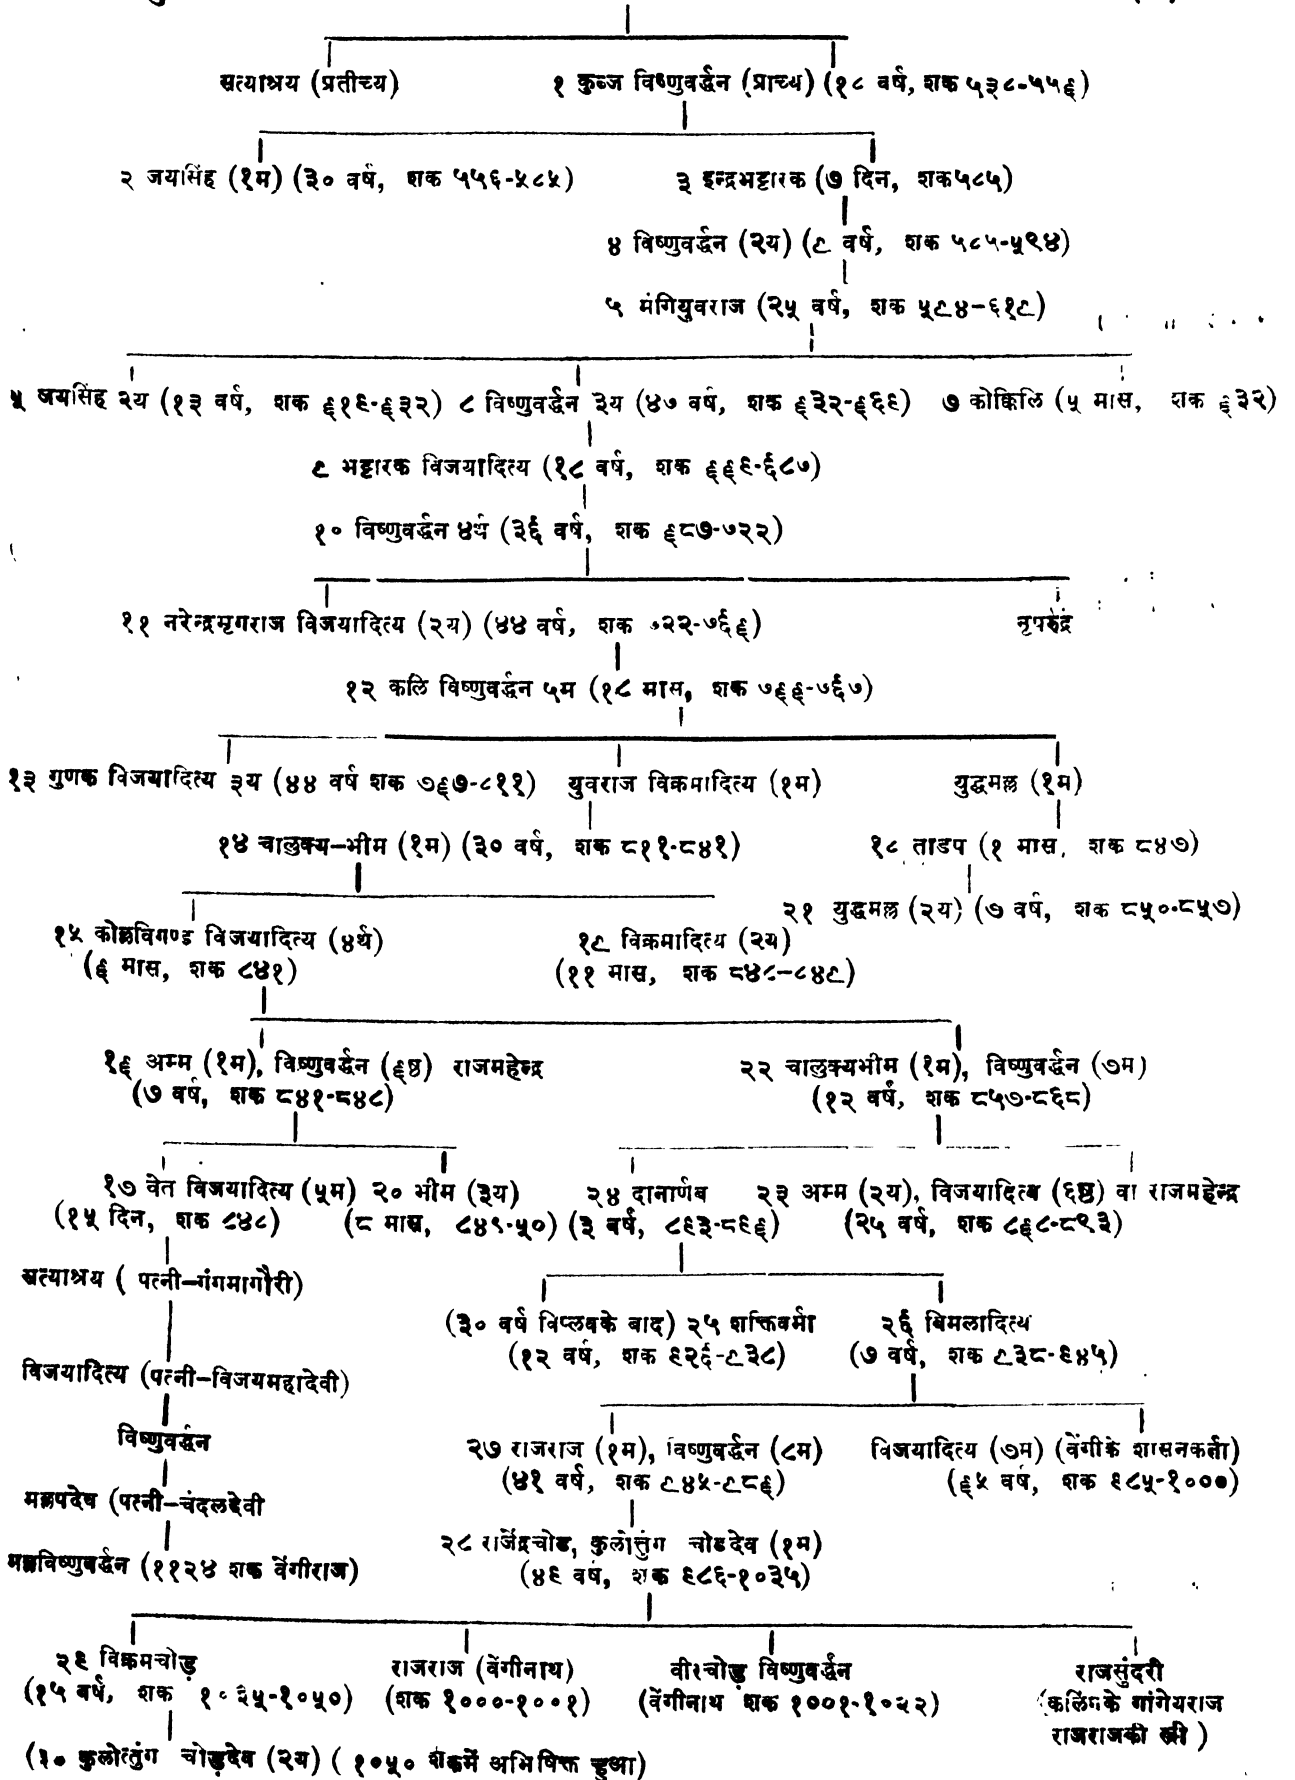 सत्याश्रय (प्रतीच्य) १ कुब्ज विष्णुवर्द्धन (प्राच्य) (१८ वर्ष, शक ५३८-५५६)
२ जयसिंह (१म) (३० वर्ष, शक ५५६-५८५) ३ इन्द्रभट्टारक (७ दिन, शक५८५)
४ विष्णुवर्द्धन (२य) (९ वर्ष, शक ५८५-५९४)
५ मंगियुवराज (२५ वर्ष, शक ५९४-६१९)
५ जयसिंह २य (१३ वर्ष, शक ६१९-६३२) ८ विष्णुवर्द्धन ३य (४७ वर्ष, शक ६३२-६६९) ७ कोक्किलि (५ मास, शक ६३२)
९ भट्टारक विजयादित्य (१८ वर्ष, शक ६६९-६८७)
१० विष्णुवर्द्धन ४र्थ (३६ वर्ष, शक ६८७-७२२)
११ नरेन्द्रमृगराज विजयादित्य (२य) (४४ वर्ष, शक ७२२-७६६) नृपरुद्र
१२ कलि विष्णुवर्द्धन ५म (१८ मास, शक ७६६-७६७)
१३ गुणक विजयादित्य ३य (४४ वर्ष शक ७६७-८११) युवराज विक्रमादित्य (१म) युद्धमल्ल (१म)
१४ चालुक्य-भीम (१म) (३० वर्ष, शक ८११-८४१) १८ ताडप (१ मास, शक ८४७)
२१ युद्धमल्ल (२य) (७ वर्ष, शक ८५०-८५७)
१५ कोल्लविगण्ड विजयादित्य (४र्थ) १९ विक्रमादित्य (२य)
(६ मास, शक ८४१) (११ मास, शक ८४८-८४९)
१६ अम्म (१म), विष्णुवर्द्धन (६ष्ठ) राजमहेन्द्र २२ चालुक्यभीम (१म), विष्णुवर्द्धन (७म)
(७ वर्ष, शक ८४१-८४८) (१२ वर्ष, शक ८५७-८६८)
१७ वेत विजयादित्य (५म) २० भीम (३य) २४ दानार्णव २३ अम्म (२य), विजयादित्य (६ष्ठ) वा राजमहेन्द्र
(१५ दिन, शक ८४८) (८ मास, ८४९-५०) (३ वर्ष, ८९३-८९६) (२५ वर्ष, शक ८६८-८९३)
सत्याश्रय ( पत्नी-गंगमागौरी)
(३० वर्ष विप्लवके बाद) २५ शक्तिवर्मा २६ विमलादित्य
(१२ वर्ष, शक ९२६-९३८) (७ वर्ष, शक ९३८-९४५)
विजयादित्य (पत्नी-विजयमहादेवी)
विष्णुवर्द्धन
२७ राजराज (१म), विष्णुवर्द्धन (८म) विजयादित्य (७म) (वेंगीके शासनकर्ता)
(४१ वर्ष, शक ९४५-९८६) (६५ वर्ष, शक ९८५-१०००)
मल्लपदेव (पत्नी-चंदलदेवी
२८ राजेंद्रचोड, कुलोत्तुंग चोडदेव (१म)
मल्लविष्णुवर्द्धन (११२४ शक वेंगीराज)
(४९ वर्ष, शक ९८६-१०३५)
२९ विक्रमचोड़ राजराज (वेंगीनाथ) वीरचोड़ विष्णुवर्द्धन राजसुंदरी
(१५ वर्ष, शक १०३५-१०५०) (शक १०००-१००१) (वेंगीनाथ शक १००१-१०२२) (कलिंगके गांगेयराज
राजराजकी स्त्री )
(३० कुलोत्तुंग चोड़देव (२य) ( १०५० शकमें अभिषिक्त हुआ)